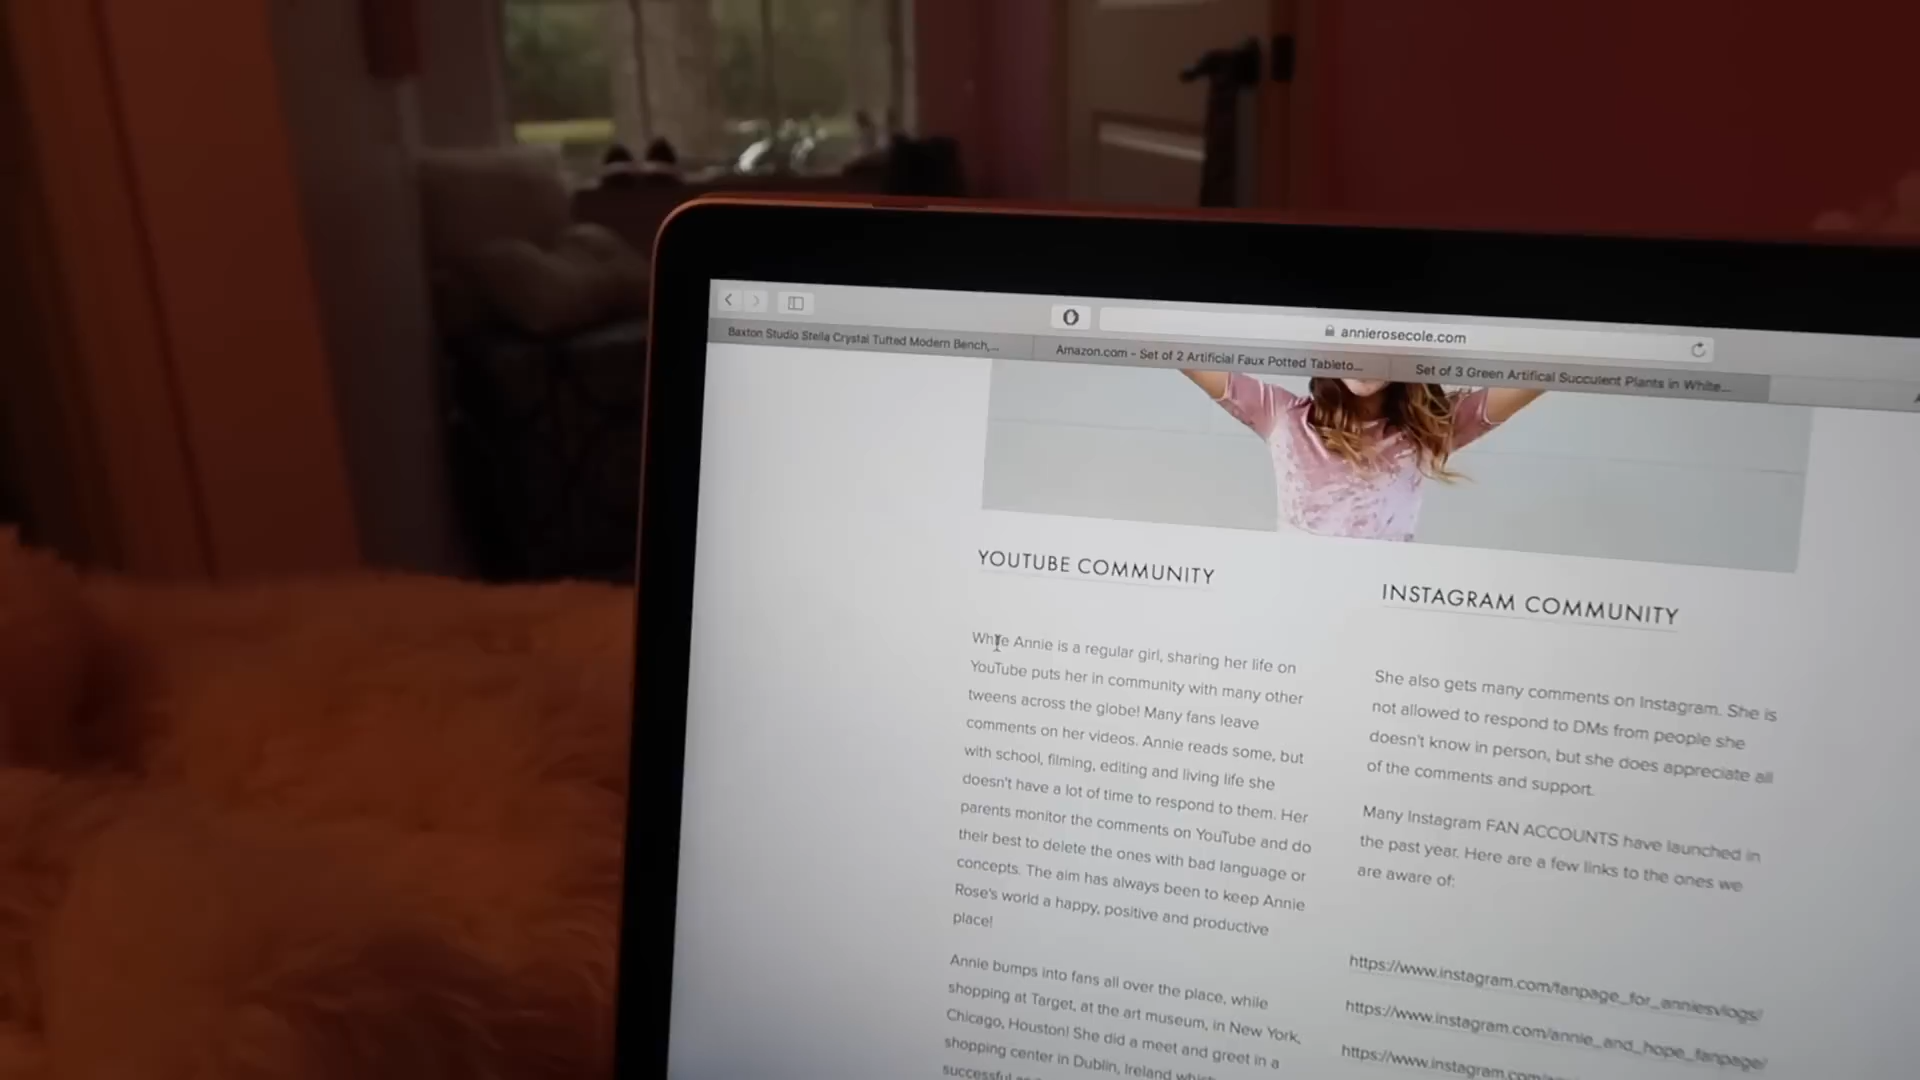 annierosecole.com
Baxton Studio Stella Crystal Tufted Modern Bench,...
Amazon.com - Set of 2 Artificial Faux Potted Tableto...
Set of 3 Green Artifical Succulent Plants in White...
YOUTUBE COMMUNITY
While Annie is a regular girl, sharing her life on
YouTube puts her in community with many other
tweens across the globe! Many fans leave
comments on her videos. Annie reads some, but
with school, filming, editing and living life she
doesn't have a lot of time to respond to them. Her
parents monitor the comments on YouTube and do
their best to delete the ones with bad language or
concepts. The aim has always been to keep Annie
Rose's world a happy, positive and productive
place!
Annie bumps into fans all over the place, while
shopping at Target, at the art museum, in New York,
Chicago, Houston! She did a meet and greet in a
shopping center in Dublin, Ireland
successful
INSTAGRAM COMMUNITY
She also gets many comments on Instagram. She is
not allowed to respond to DMs from people she
doesn't know in person, but she does appreciate all
of the comments and support.
Many Instagram FAN ACCOUNTS have launched in
the past year. Here are a few links to the ones we
are aware of:
https://www.instagram.com/fanpage_for_anniesvlogs/
https://www.instagram.com/annie_and_hope_fanpage/
https://www.instagram.com/